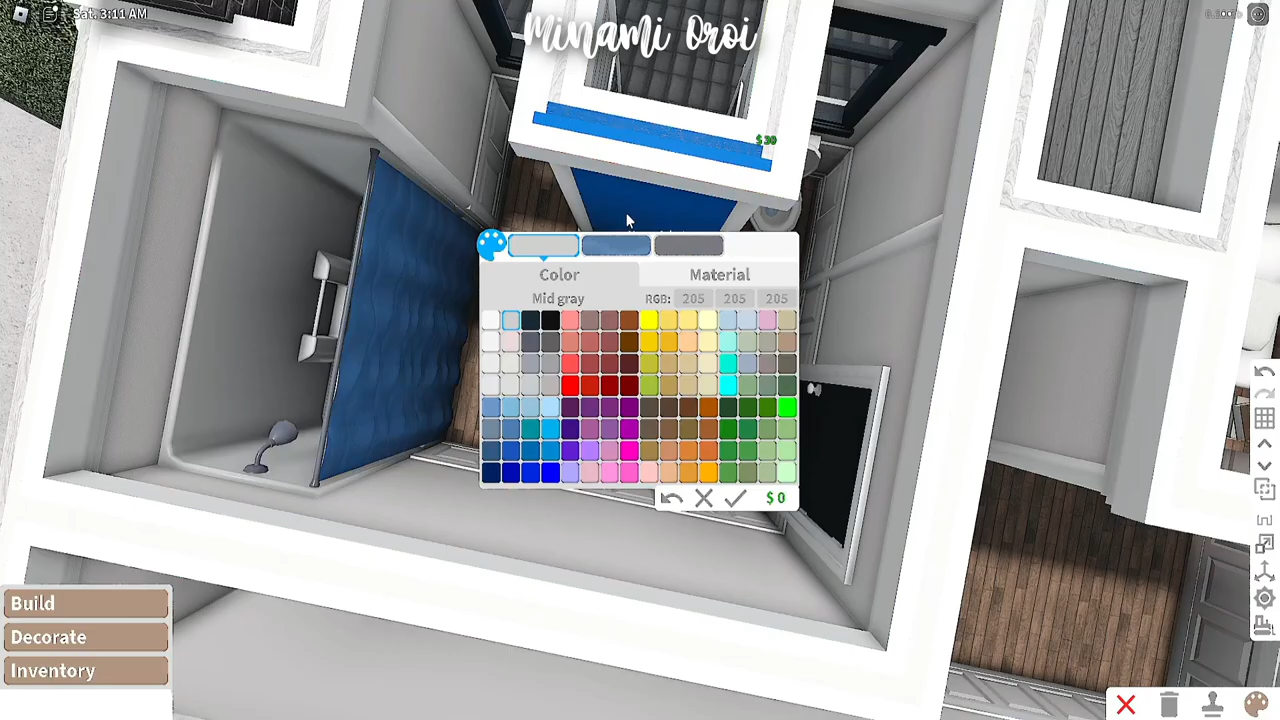 Sat. 3:11 AM
Minami Oroi
$30
Color
Material
Mid gray
RGB: 205 205 205
$ 0
Build
Decorate
Inventory